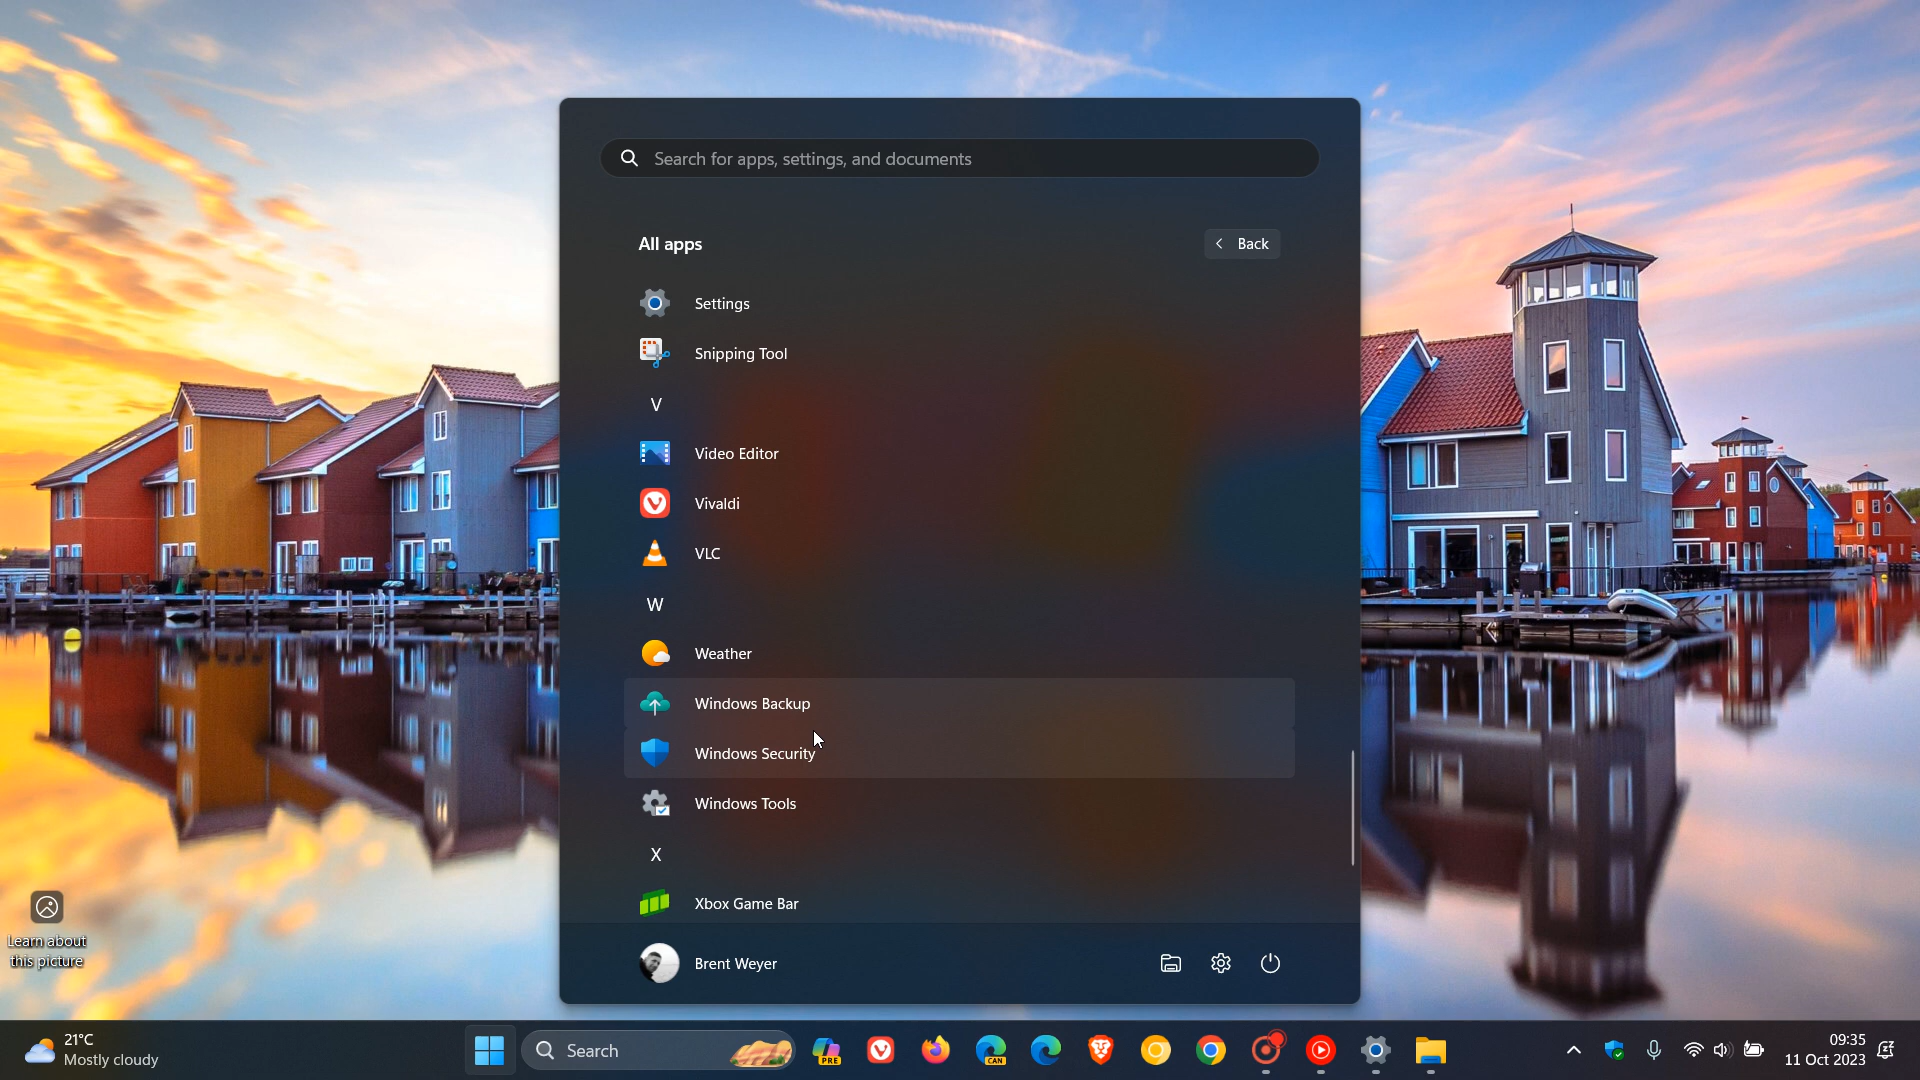 Search for apps, settings, and documents
All apps
Back
Settings
Snipping Tool
V
Video Editor
Vivaldi
VLC
W
Weather
Windows Backup
Windows Security
Windows Tools
X
Xbox Game Bar
Brent Weyer
Learn about
this picture
21°C
Mostly cloudy
Search
PRE
CAN
09:35
11 Oct 2023